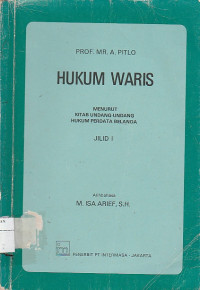 PROF. MR. A. PITLO
HUKUM WARIS
MENURUT
KITAB UNDANG UNDANG
HUKUM PERDATA BELANDA
JILID I
M. ISA ARIEF, S.H.
PENERBIT PT INTERMASA - JAKARTA